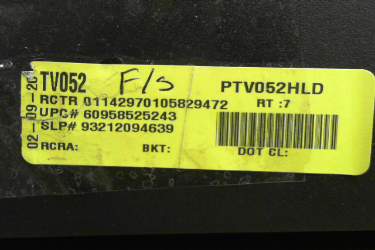 02-09-20
TV052 F/S
RCTR 01142970105829472
UPC# 60958525243
SLP# 93212094639
RCRA: BKT:
PTV052HLD
RT :7
DOT CL: